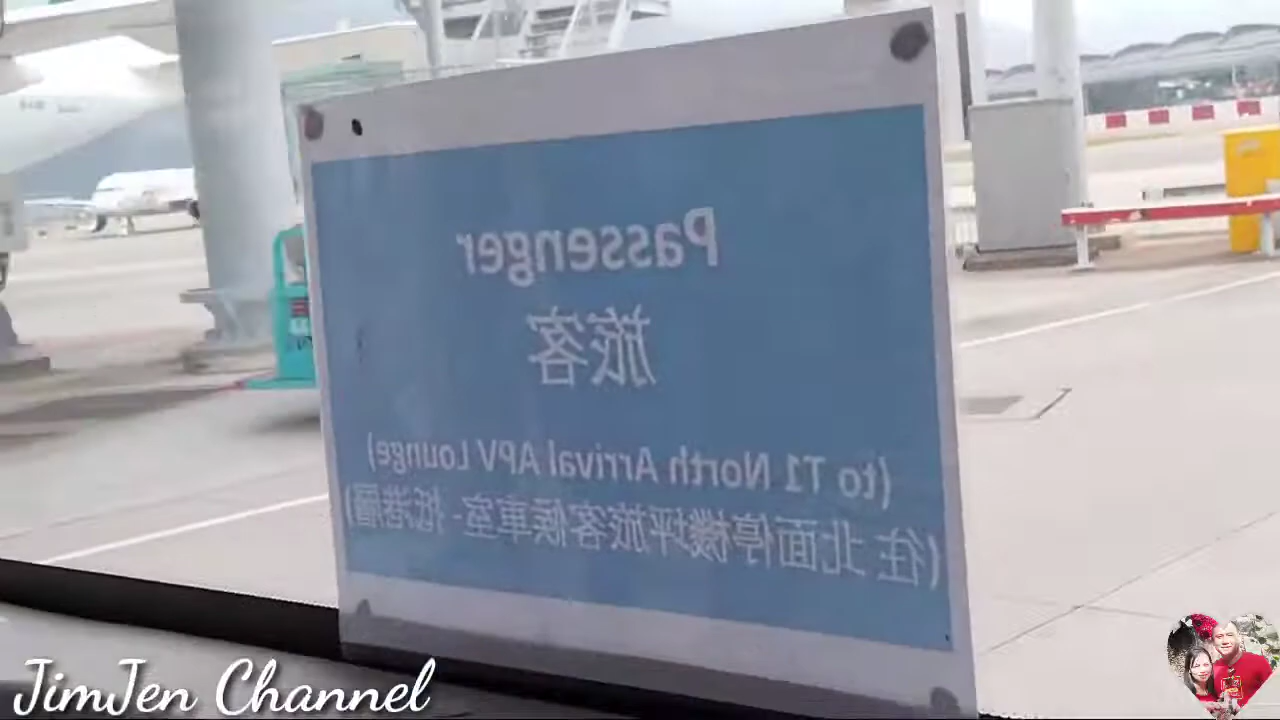 Passenger
旅客
(to T1 North Arrival APV Lounge)
(往北面停機坪旅客候車室 - 抵港層)
JimJen Channel